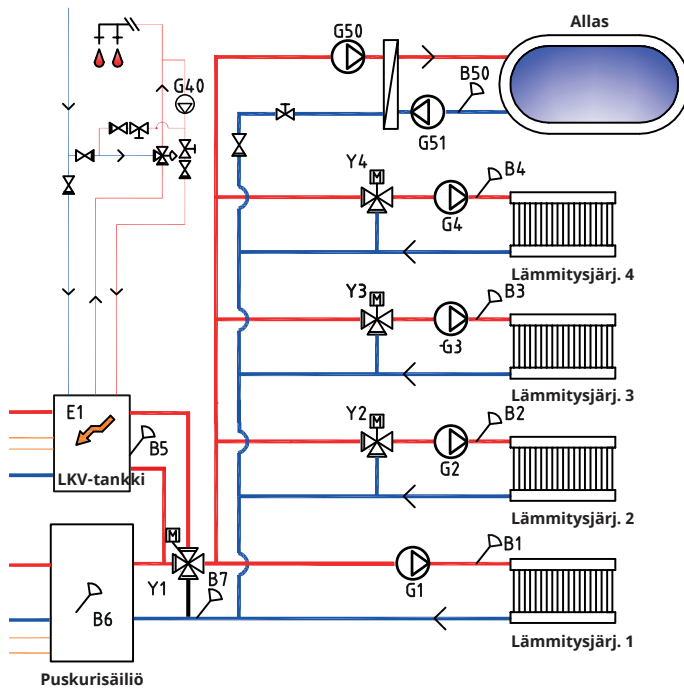 Allas
G50
B50
G40
G51
Y4
M
B4
G4
Lämmitysjärj. 4
Y3
M
B3
G3
Lämmitysjärj. 3
Y2
M
B2
G2
Lämmitysjärj. 2
E1
B5
LKV-tankki
M
Y1
B7
B1
G1
B6
Lämmitysjärj. 1
Puskurisäiliö